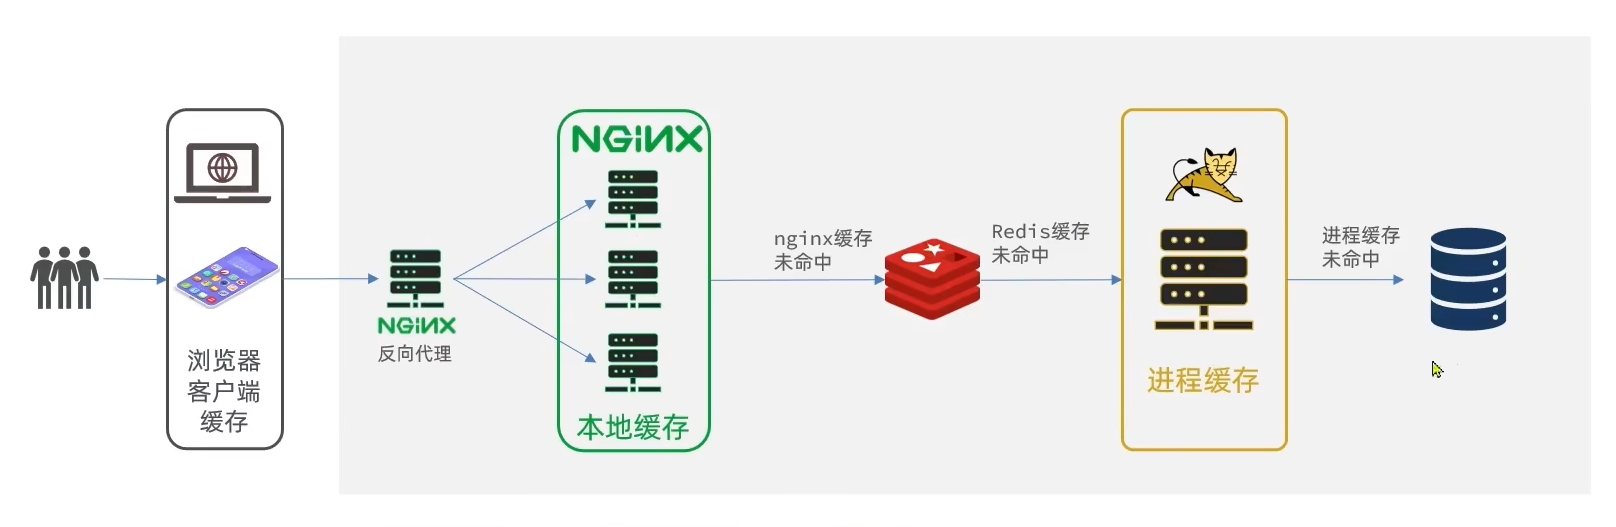 浏览器
客户端
缓存
NGINX
反向代理
NGINX
本地缓存
nginx缓存
未命中
Redis缓存
未命中
进程缓存
进程缓存
未命中